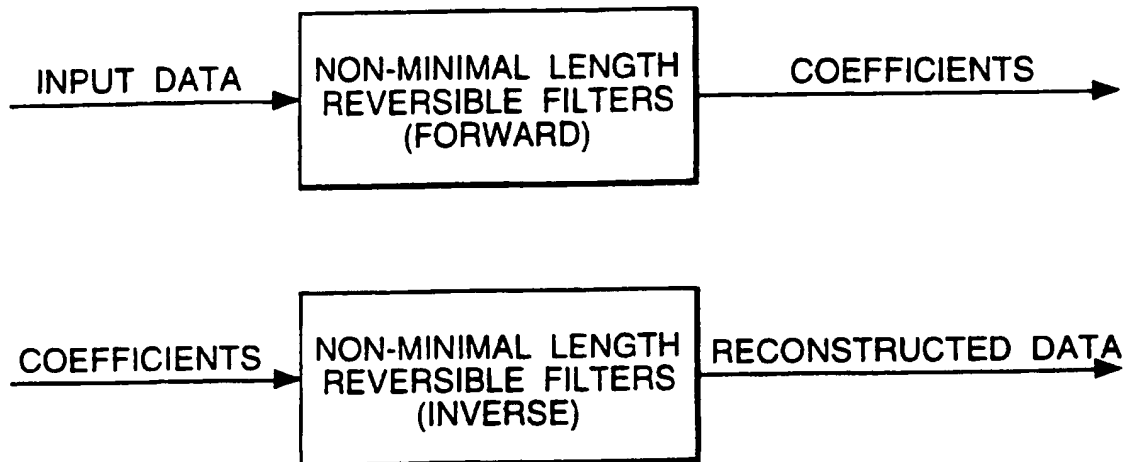 INPUT DATA
NON-MINIMAL LENGTH
REVERSIBLE FILTERS
(FORWARD)
COEFFICIENTS
COEFFICIENTS
NON-MINIMAL LENGTH
REVERSIBLE FILTERS
(INVERSE)
RECONSTRUCTED DATA